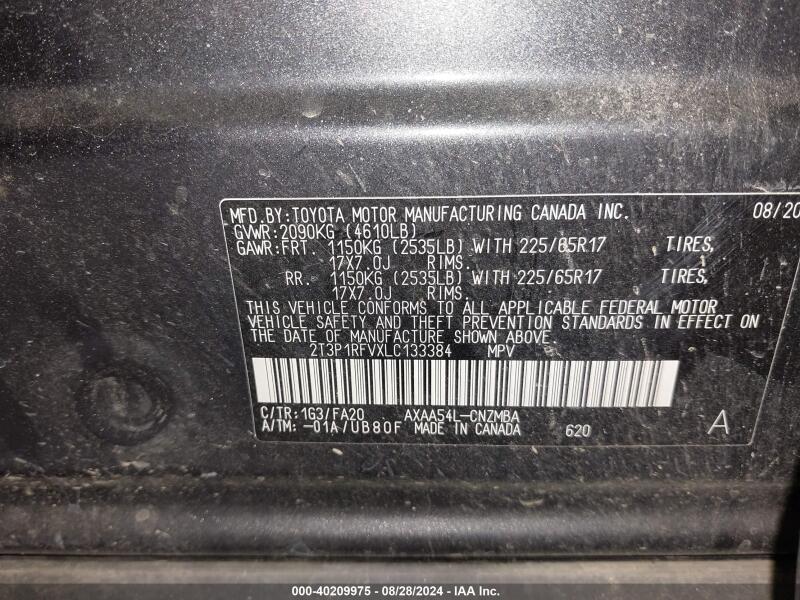 MFD.BY:TOYOTA MOTOR MANUFACTURING CANADA INC. 08/20
GVWR:2090KG (4610LB)
GAWR:FRT. 1150KG (2535LB) WITH 225/65R17 TIRES,
17X7.0J RIMS.
RR. 1150KG (2535LB) WITH 225/65R17 TIRES,
17X7.0J RIMS.
THIS VEHICLE CONFORMS TO ALL APPLICABLE FEDERAL MOTOR
VEHICLE SAFETY AND THEFT PREVENTION STANDARDS IN EFFECT ON
THE DATE OF MANUFACTURE SHOWN ABOVE.
2T3P1RFVXLC133384 MPV
C/TR:1G3/FA20 AXAA54L-CNZMBA
A/TM:-01A/UB80F MADE IN CANADA 620 A
000-40209975 - 08/28/2024 - IAA Inc.